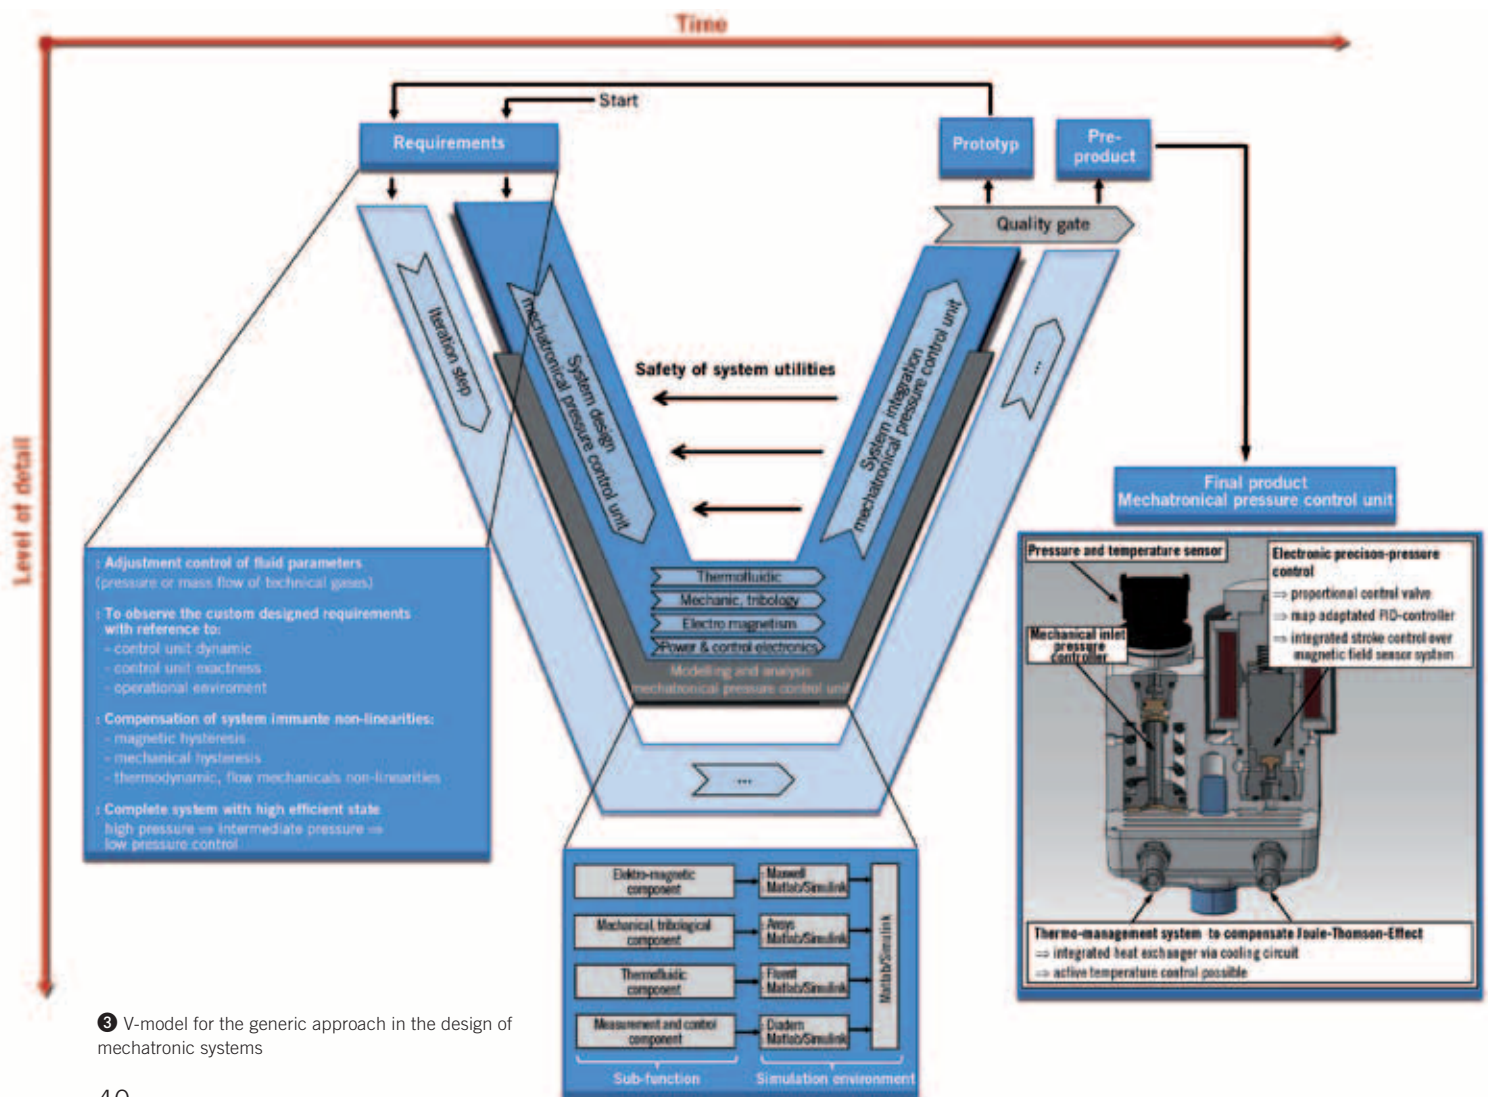 Time
Level of detail
Start
Requirements
Prototyp
Pre-
product
Quality gate
Iteration step
System design
mechatronical pressure control unit
Safety of system utilities
System integration
mechatronical pressure control unit
...
Thermofluidic
Mechanic, tribology
Electro magnetism
Power & control electronics
Modelling and analysis
mechatronical pressure control unit
...
: Adjustment control of fluid parameters
(pressure or mass flow of technical gases)
: To observe the custom designed requirements
with reference to:
- control unit dynamic
- control unit exactness
- operational enviroment
: Compensation of system immante non-linearities:
- magnetic hysteresis
- mechanical hysteresis
- thermodynamic, flow mechanicals non-linearities
: Complete system with high efficient state
high pressure ⇒ intermediate pressure ⇒
low pressure control
Final product
Mechatronical pressure control unit
Pressure and temperature sensor
Mechanical inlet
pressure
controller
Electronic precison-pressure
control
⇒ proportional control valve
⇒ map adaptated PID-controller
⇒ integrated stroke control over
magnetic field sensor system
Thermo-management system to compensate Joule-Thomson-Effect
⇒ integrated heat exchanger via cooling circuit
⇒ active temperature control possible
Elektro-magnetic
component
: Maxwell
: Matlab/Simulink
Mechanical, tribological
component
: Ansys
: Matlab/Simulink
Thermofluidic
component
: Fluent
: Matlab/Simulink
Measurement and control
component
: Diadem
: Matlab/Simulink
Matlab/Simulink
Sub-function
Simulation environment
3 V-model for the generic approach in the design of
mechatronic systems